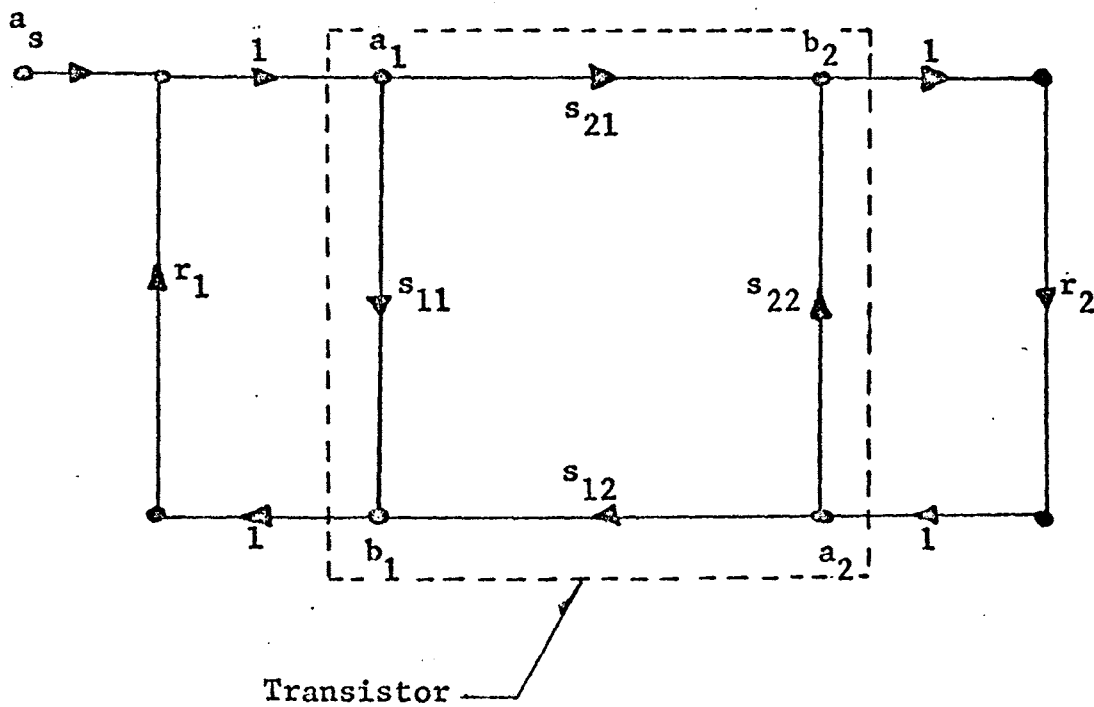 a_s
1
a_1
b_2
1
s_21
r_1
s_11
s_22
r_2
s_12
1
b_1
a_2
1
Transistor